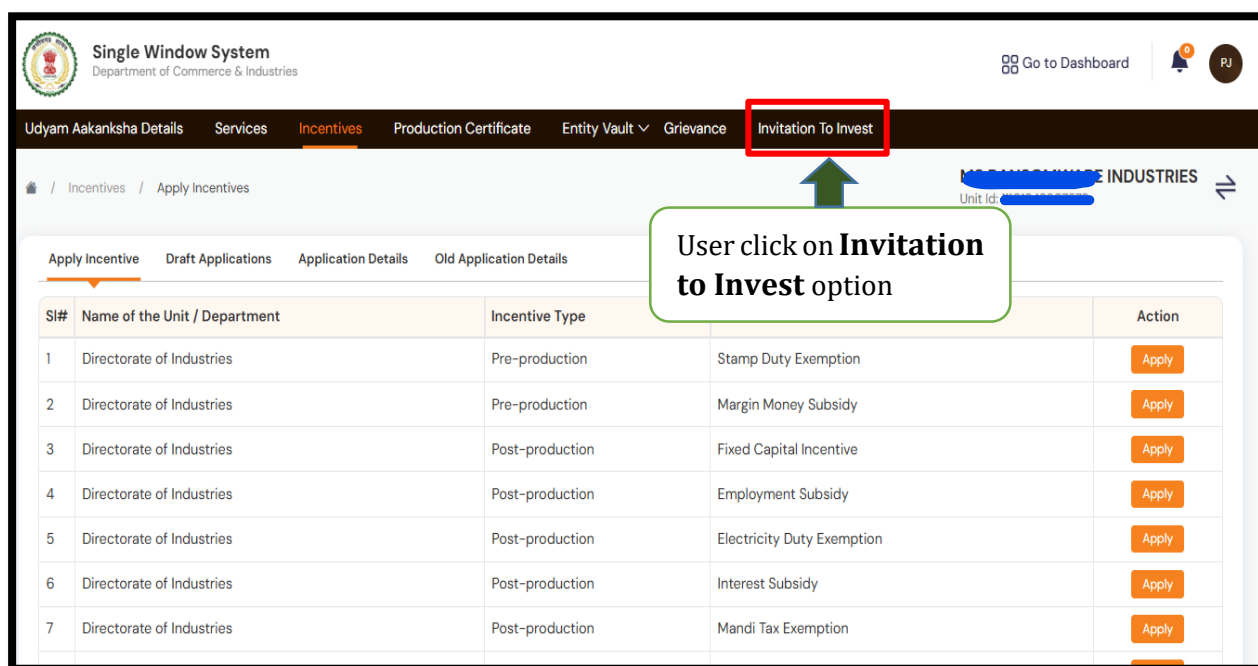 Single Window System
Department of Commerce & Industries
Go to Dashboard
0
PJ
Udyam Aakanksha Details Services Incentives Production Certificate Entity Vault Grievance Invitation To Invest
/ Incentives / Apply Incentives
INDUSTRIES
Unit Id:
User click on Invitation
to Invest option
Apply Incentive Draft Applications Application Details Old Application Details
Sl# Name of the Unit / Department Incentive Type Action
1 Directorate of Industries Pre-production Stamp Duty Exemption Apply
2 Directorate of Industries Pre-production Margin Money Subsidy Apply
3 Directorate of Industries Post-production Fixed Capital Incentive Apply
4 Directorate of Industries Post-production Employment Subsidy Apply
5 Directorate of Industries Post-production Electricity Duty Exemption Apply
6 Directorate of Industries Post-production Interest Subsidy Apply
7 Directorate of Industries Post-production Mandi Tax Exemption Apply